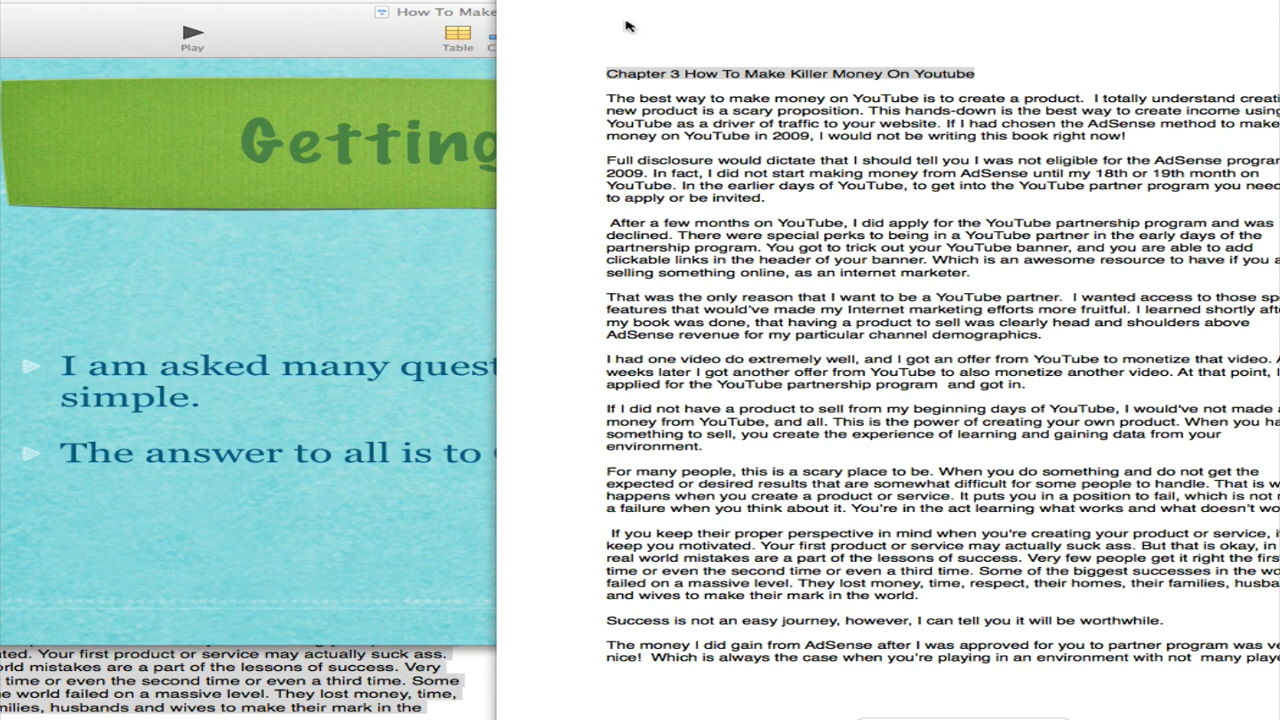 How To Make
Play
Table
Getting
I am asked many quest
simple.
The answer to all is to
ated. Your first product or service may actually suck ass.
orld mistakes are a part of the lessons of success. Very
time or even the second time or even a third time. Some
e world failed on a massive level. They lost money, time,
milies, husbands and wives to make their mark in the
Chapter 3 How To Make Killer Money On Youtube
The best way to make money on YouTube is to create a product.  I totally understand creati
new product is a scary proposition. This hands-down is the best way to create income using
YouTube as a driver of traffic to your website. If I had chosen the AdSense method to make
money on YouTube in 2009, I would not be writing this book right now!
Full disclosure would dictate that I should tell you I was not eligible for the AdSense program
2009. In fact, I did not start making money from AdSense until my 18th or 19th month on
YouTube. In the earlier days of YouTube, to get into the YouTube partner program you need
to apply or be invited.
After a few months on YouTube, I did apply for the YouTube partnership program and was
declined. There were special perks to being in a YouTube partner in the early days of the
partnership program. You got to trick out your YouTube banner, and you are able to add
clickable links in the header of your banner. Which is an awesome resource to have if you a
selling something online, as an internet marketer.
That was the only reason that I want to be a YouTube partner.  I wanted access to those sp
features that would've made my Internet marketing efforts more fruitful. I learned shortly aft
my book was done, that having a product to sell was clearly head and shoulders above
AdSense revenue for my particular channel demographics.
I had one video do extremely well, and I got an offer from YouTube to monetize that video. A
weeks later I got another offer from YouTube to also monetize another video. At that point, I
applied for the YouTube partnership program  and got in.
If I did not have a product to sell from my beginning days of YouTube, I would've not made a
money from YouTube, and all. This is the power of creating your own product. When you ha
something to sell, you create the experience of learning and gaining data from your
environment.
For many people, this is a scary place to be. When you do something and do not get the
expected or desired results that are somewhat difficult for some people to handle. That is w
happens when you create a product or service. It puts you in a position to fail, which is not r
a failure when you think about it. You're in the act learning what works and what doesn't wo
If you keep their proper perspective in mind when you're creating your product or service, i
keep you motivated. Your first product or service may actually suck ass. But that is okay, in
real world mistakes are a part of the lessons of success. Very few people get it right the firs
time or even the second time or even a third time. Some of the biggest successes in the wo
failed on a massive level. They lost money, time, respect, their homes, their families, husba
and wives to make their mark in the world.
Success is not an easy journey, however, I can tell you it will be worthwhile.
The money I did gain from AdSense after I was approved for you to partner program was ve
nice!  Which is always the case when you're playing in an environment with not  many playe